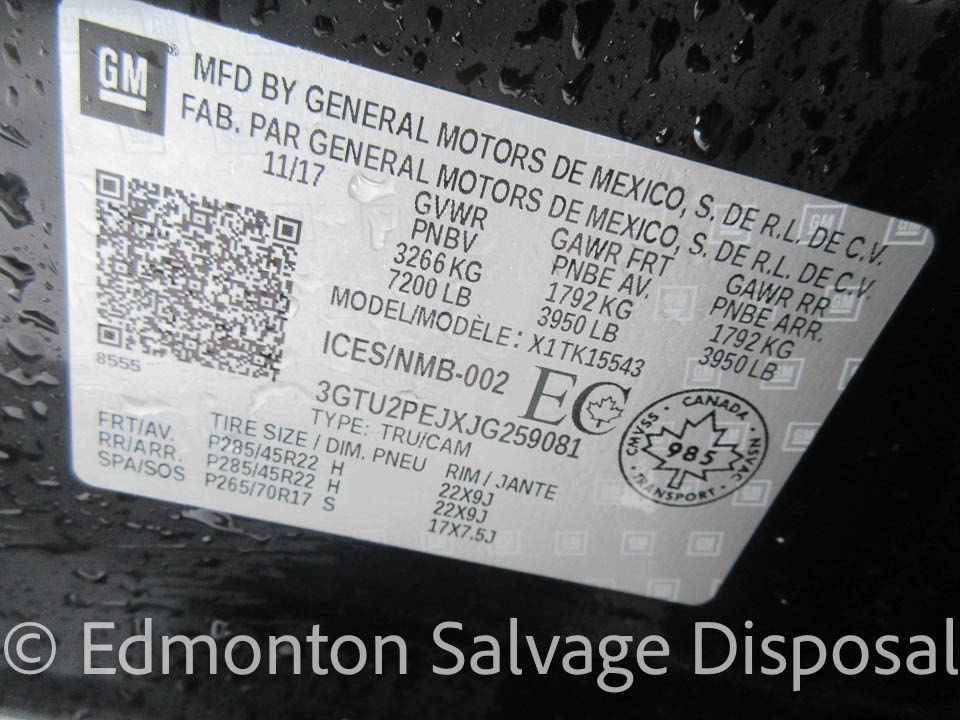 GM
MFD BY GENERAL MOTORS DE MEXICO, S. DE R.L. DE C.V.
FAB. PAR GENERAL MOTORS DE MEXICO, S. DE R.L. DE C.V.
11/17
GVWR GAWR FRT GAWR RR
PNBV PNBE AV. PNBE ARR.
3266 KG 1792 KG 1792 KG
7200 LB 3950 LB 3950 LB
MODEL/MODÈLE: X1TK15543
8555
ICES/NMB-002 EC
3GTU2PEJXJG259081
TYPE: TRU/CAM
CANADA
CMVSS · NSVAC
985
TRANSPORT
TIRE SIZE / DIM. PNEU RIM / JANTE
FRT/AV. P285/45R22 H 22X9J
RR/ARR. P285/45R22 H 22X9J
SPA/SOS P265/70R17 S 17X7.5J
© Edmonton Salvage Disposal